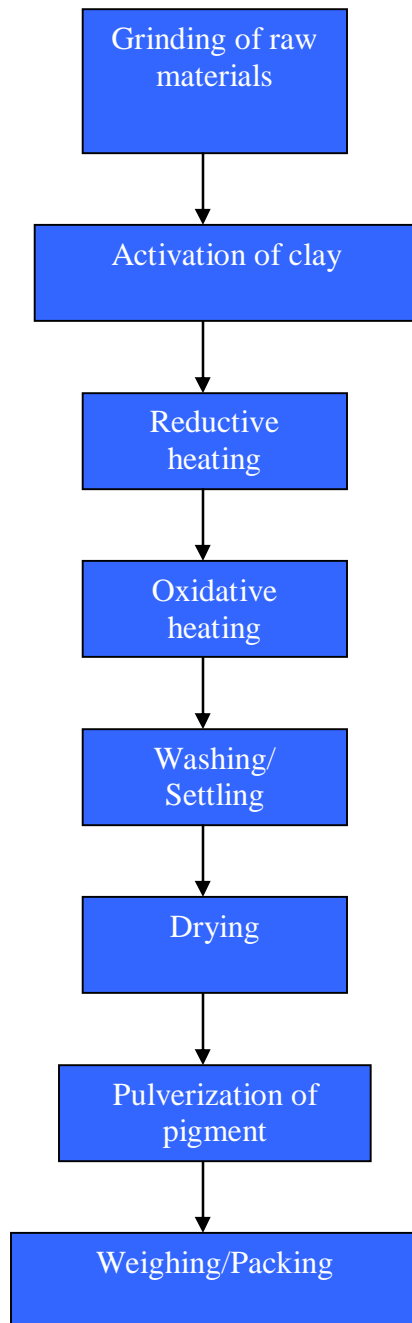 Grinding of raw
materials
Activation of clay
Reductive
heating
Oxidative
heating
Washing/
Settling
Drying
Pulverization of
pigment
Weighing/Packing